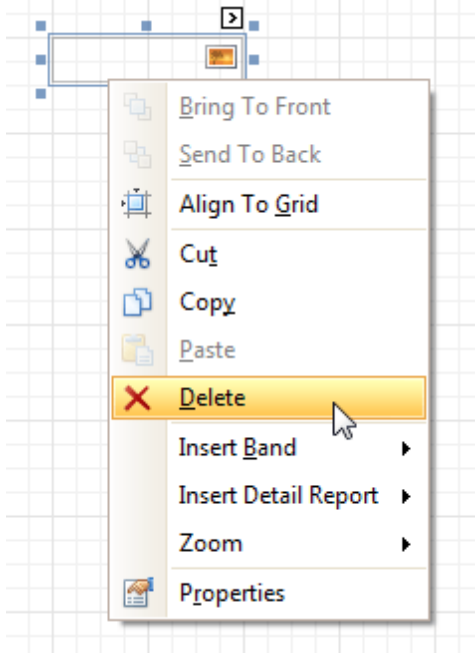 Bring To Front
Send To Back
Align To Grid
Cut
Copy
Paste
Delete
Insert Band
Insert Detail Report
Zoom
Properties